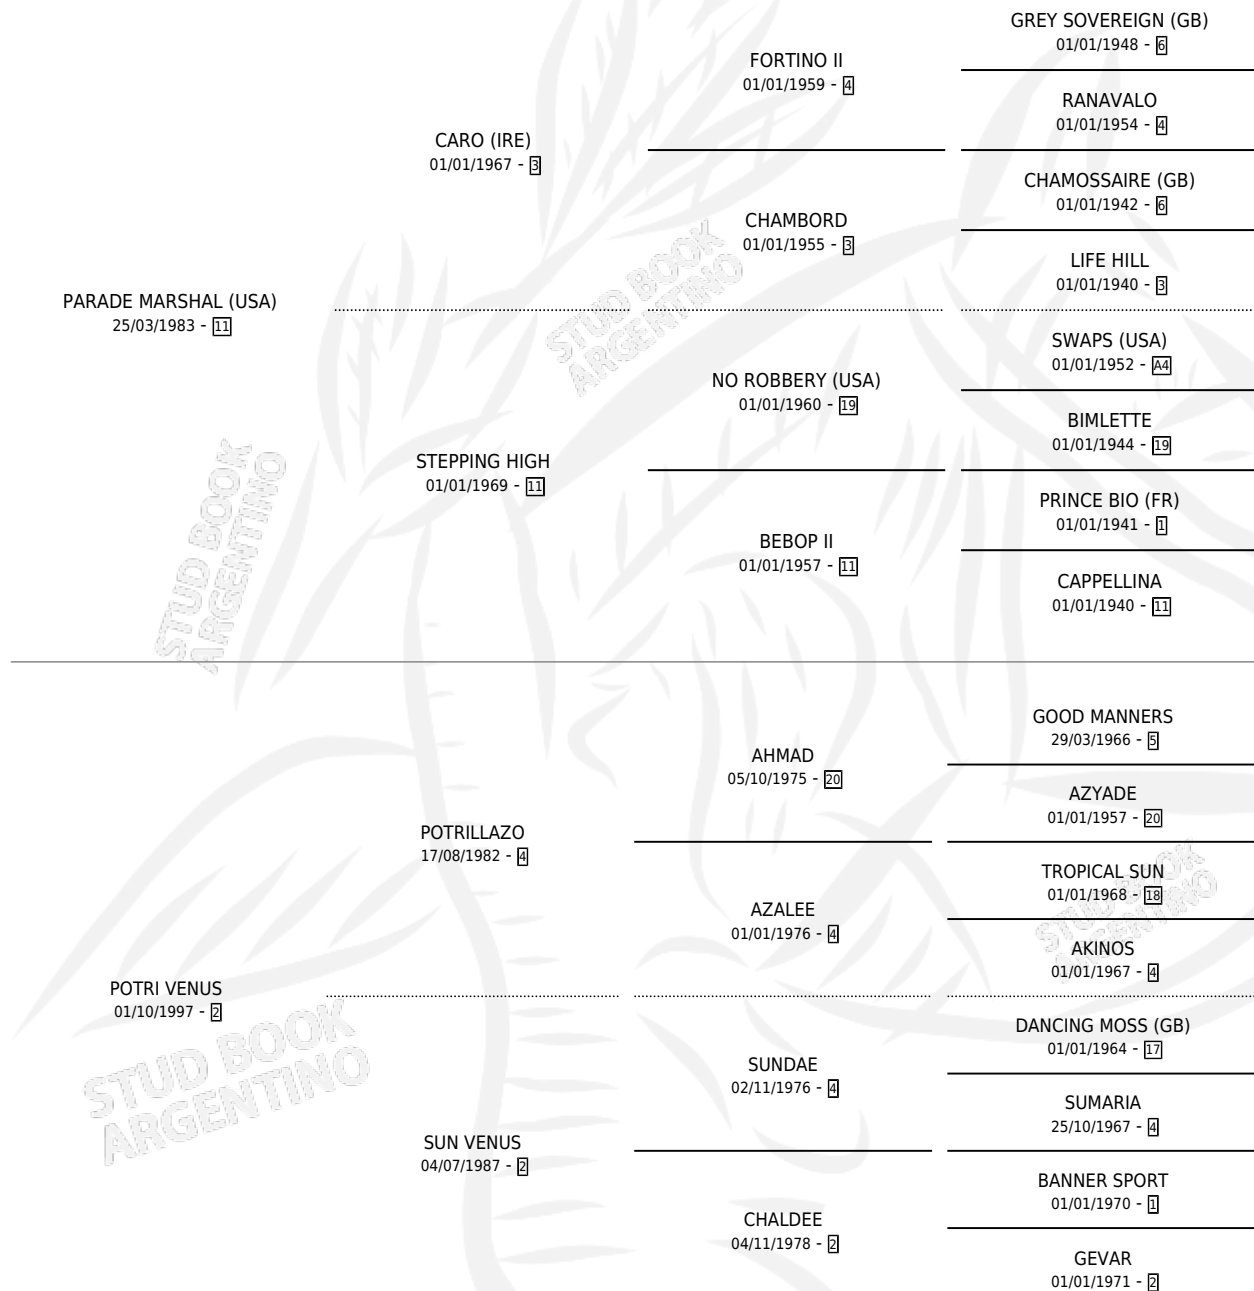 GREY SOVEREIGN (GB)
01/01/1948 - 6
FORTINO II
01/01/1959 - 4
RANAVALO
01/01/1954 - 4
CARO (IRE)
01/01/1967 - 3
CHAMOSSAIRE (GB)
01/01/1942 - 6
CHAMBORD
01/01/1955 - 3
LIFE HILL
01/01/1940 - 3
PARADE MARSHAL (USA)
25/03/1983 - 11
SWAPS (USA)
01/01/1952 - A4
NO ROBBERY (USA)
01/01/1960 - 19
BIMLETTE
01/01/1944 - 19
STEPPING HIGH
01/01/1969 - 11
PRINCE BIO (FR)
01/01/1941 - 1
BEBOP II
01/01/1957 - 11
CAPPELLINA
01/01/1940 - 11
GOOD MANNERS
29/03/1966 - 5
AHMAD
05/10/1975 - 20
AZYADE
01/01/1957 - 20
POTRILLAZO
17/08/1982 - 4
TROPICAL SUN
01/01/1968 - 18
AZALEE
01/01/1976 - 4
AKINOS
01/01/1967 - 4
POTRI VENUS
01/10/1997 - 2
DANCING MOSS (GB)
01/01/1964 - 17
SUNDAE
02/11/1976 - 4
SUMARIA
25/10/1967 - 4
SUN VENUS
04/07/1987 - 2
BANNER SPORT
01/01/1970 - 1
CHALDEE
04/11/1978 - 2
GEVAR
01/01/1971 - 2
STUD BOOK
ARGENTINO
STUD BOOK
ARGENTINO
STUD BOOK
ARGENTINO
STUD BOOK
ARGENTINO